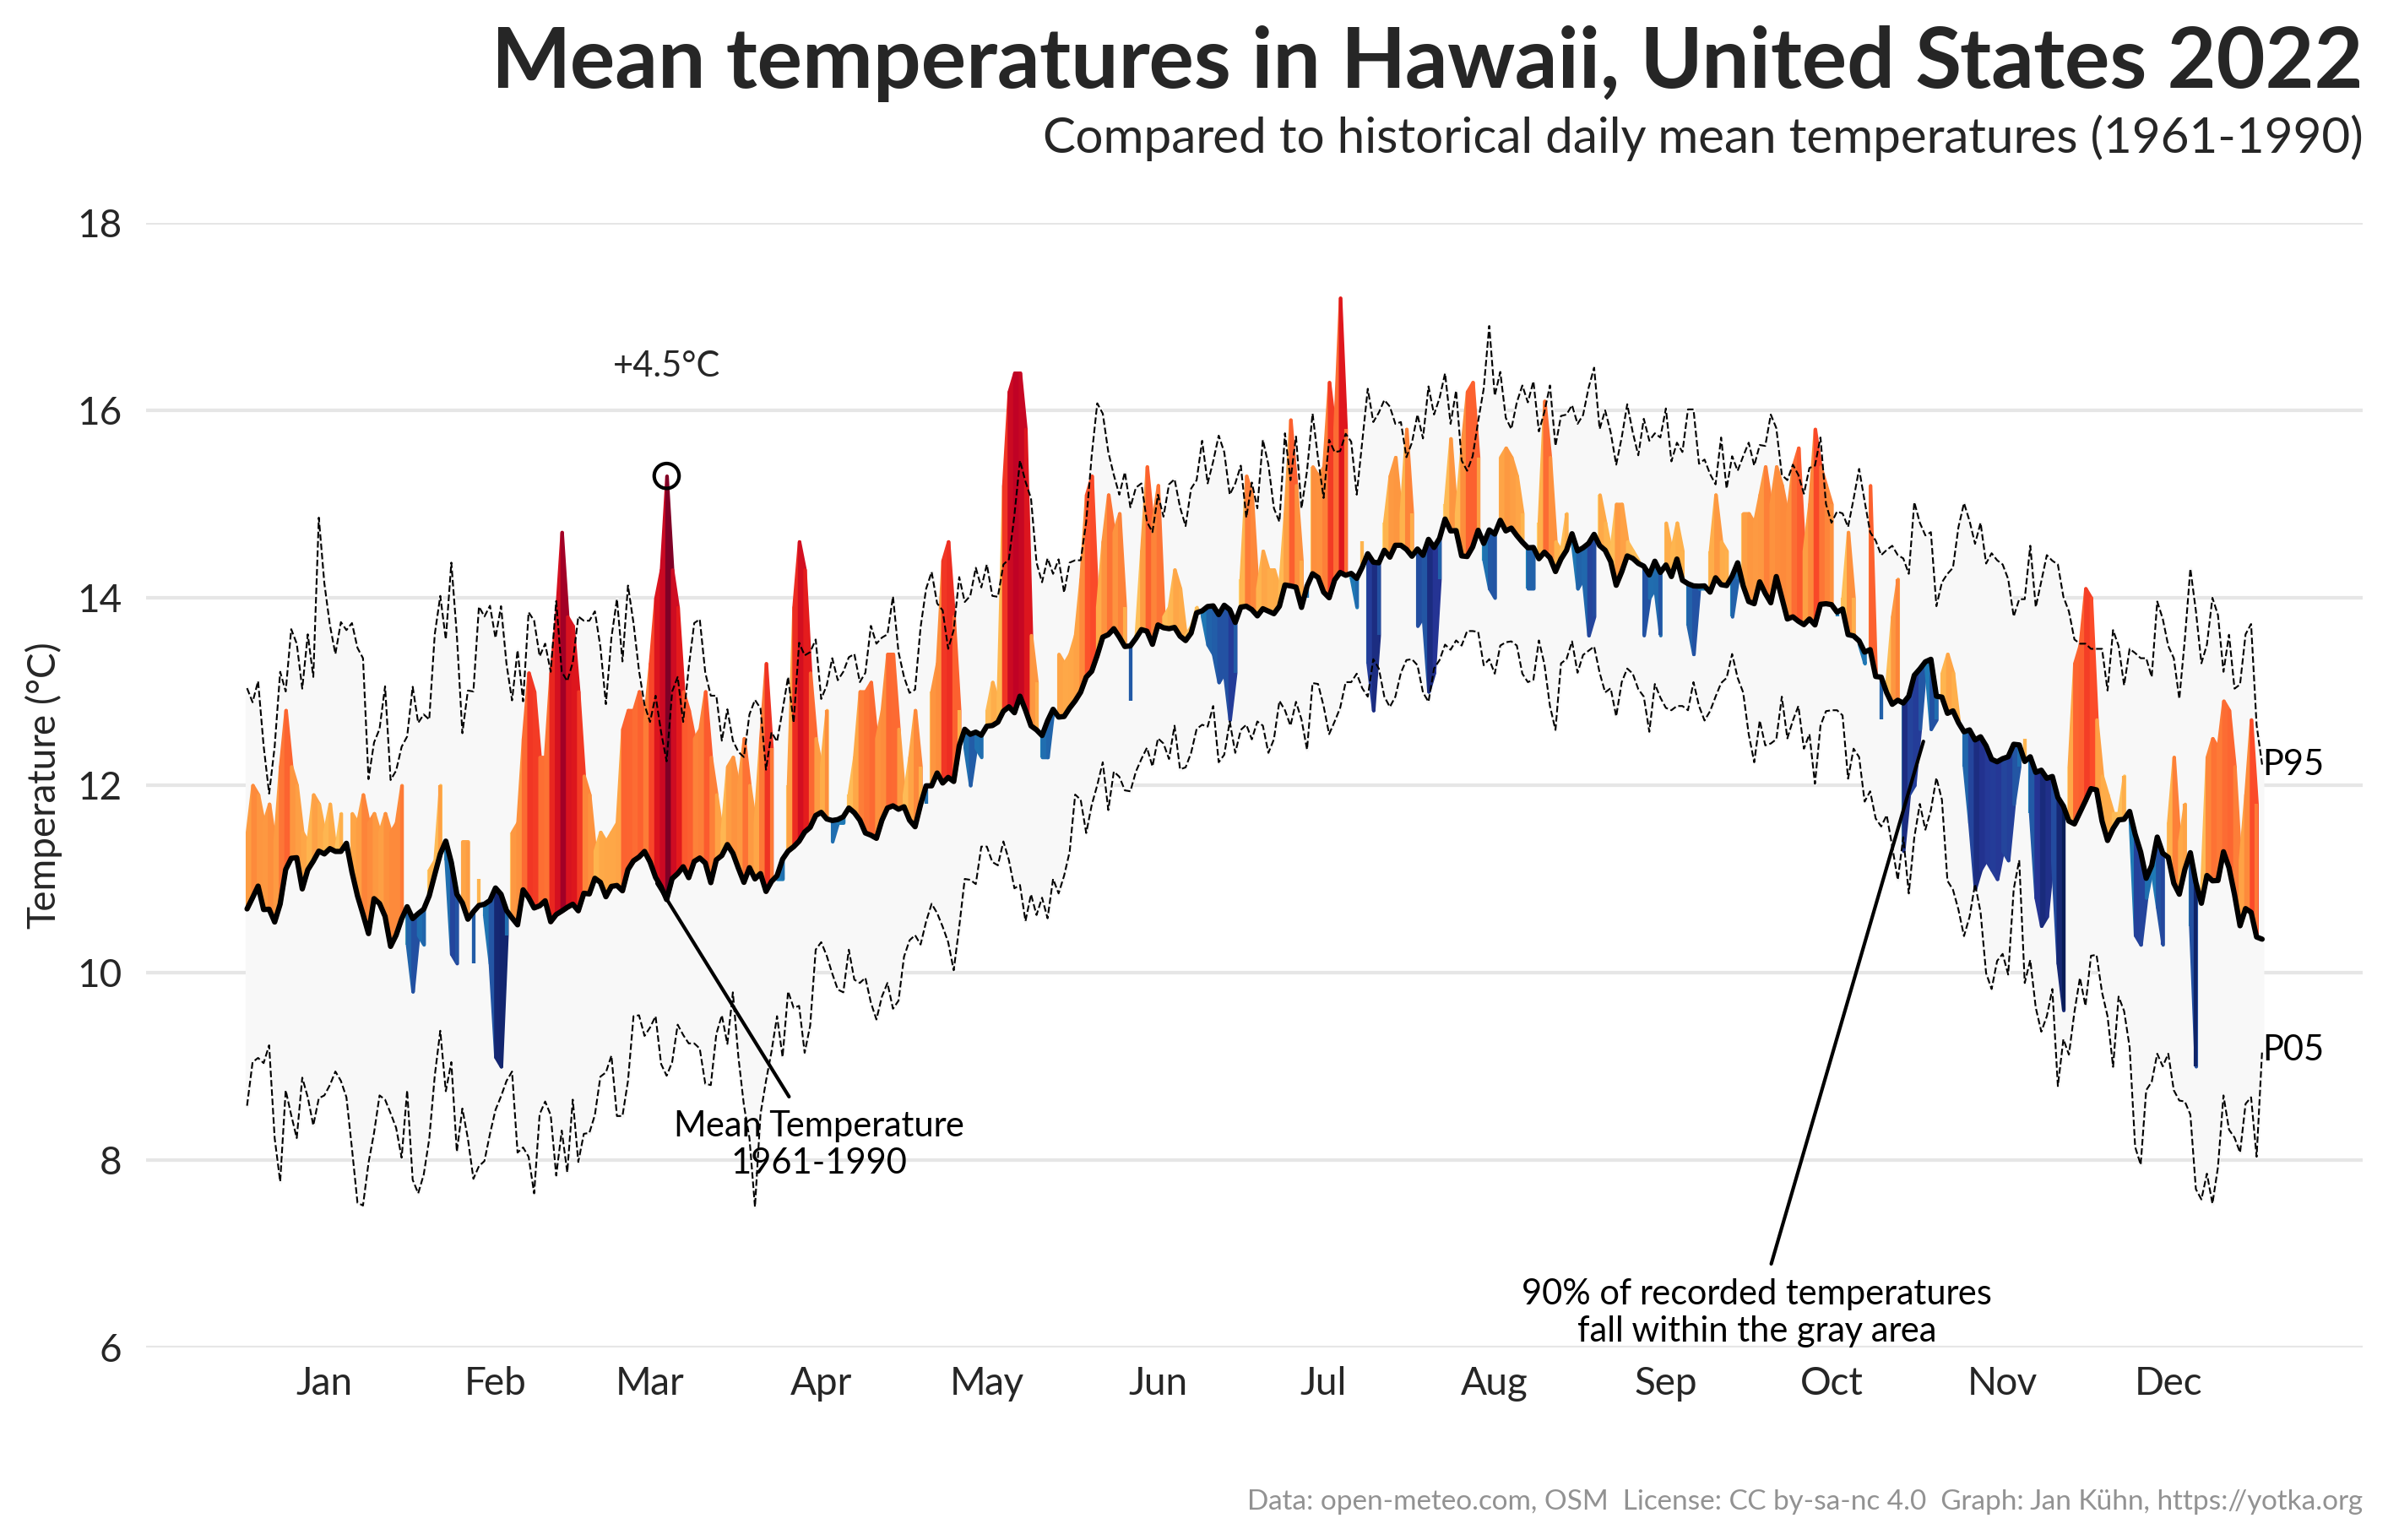 Mean temperatures in Hawaii, United States 2022
Compared to historical daily mean temperatures (1961-1990)
18
16
14
12
10
8
6
Temperature (°C)
+4.5°C
P95
P05
Mean Temperature
1961-1990
90% of recorded temperatures
fall within the gray area
Jan Feb Mar Apr May Jun Jul Aug Sep Oct Nov Dec
Data: open-meteo.com, OSM  License: CC by-sa-nc 4.0  Graph: Jan Kühn, https://yotka.org